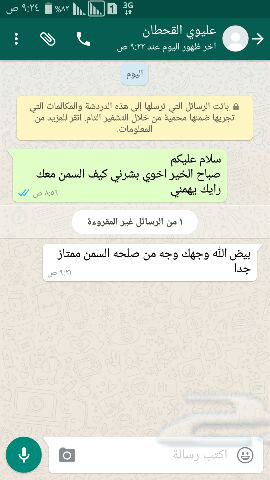 ٩:٢٤ ص ٨٢% 3G
عليوي القحطان
آخر ظهور اليوم عند ٩:٢٢ ص
اليوم
باتت الرسائل التي ترسلها إلى هذه الدردشة والمكالمات التي
تجريها ضمنها محمية من خلال التشفير التام. انقر للمزيد من
المعلومات.
سلام عليكم
صباح الخير اخوي بشرني كيف السمن معك
رايك يهمني
٨:٥٦ ص
١ من الرسائل غير المقروءة
بيض الله وجهك وجه من صلحه السمن ممتاز
جدا
٩:٢١ ص
اكتب رسالة